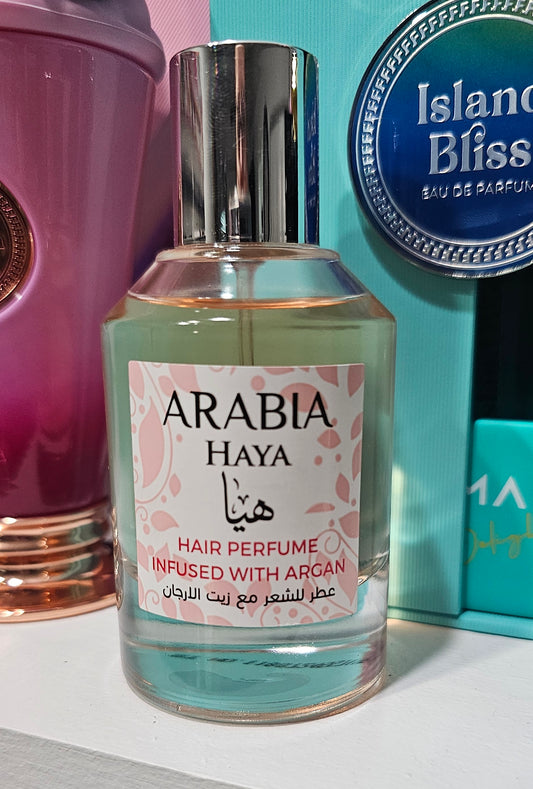 ARABIA
HAYA
هيا
HAIR PERFUME
INFUSED WITH ARGAN
عطر للشعر مع زيت الارجان
Island
Bliss
EAU DE PARFUM